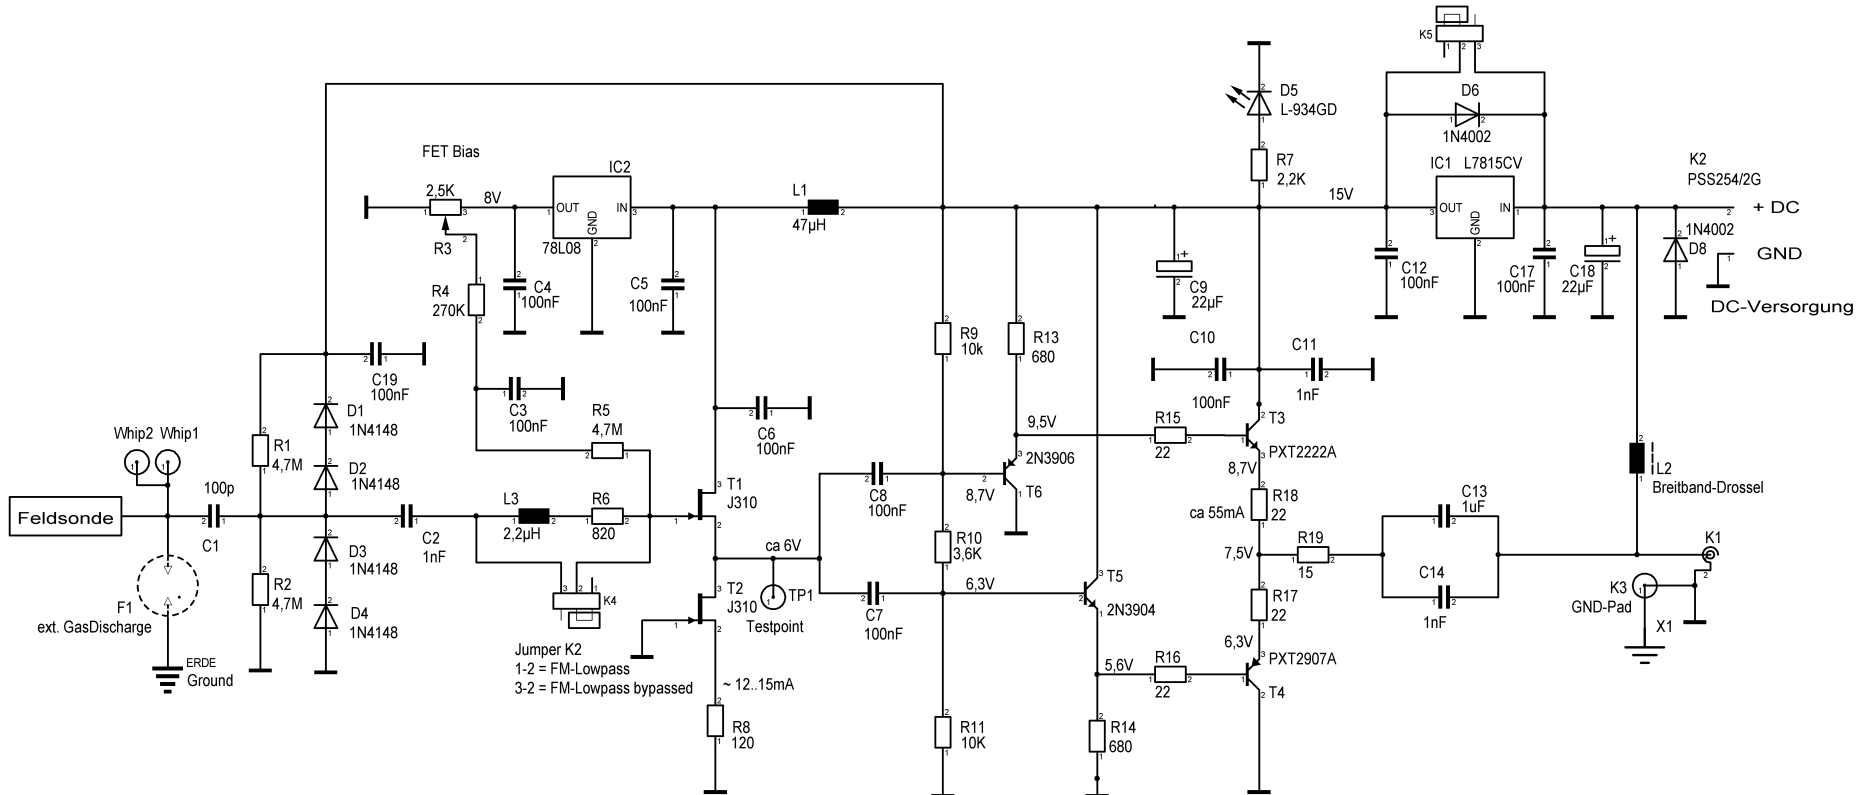 K5
1 2 3
D5
L-934GD
D6
1N4002
FET Bias
IC2
R7
2,2K
IC1 L7815CV
K2
PSS254/2G
2,5K
8V
OUT
IN
GND
78L08
R3
L1
47µH
15V
OUT
IN
GND
+ DC
1N4002
D8
GND
DC-Versorgung
R4
270K
C4
100nF
C5
100nF
C9
22µF
C12
100nF
C17
100nF
C18
22µF
R9
10k
R13
680
C10
100nF
C11
1nF
C19
100nF
C3
100nF
R5
4,7M
C6
100nF
D1
1N4148
9,5V
R15
22
T3
PXT2222A
Whip2 Whip1
R1
4,7M
D2
1N4148
2N3906
T6
8,7V
8,7V
L2
Breitband-Drossel
100p
Feldsonde
C1
C2
1nF
L3
2,2µH
R6
820
T1
J310
C8
100nF
R18
22
ca 55mA
C13
1uF
D3
1N4148
ca 6V
R10
3,6K
7,5V
R19
15
K1
C14
1nF
F1
ext. GasDischarge
R2
4,7M
D4
1N4148
K4
T2
J310
TP1
Testpoint
C7
100nF
6,3V
T5
2N3904
R17
22
K3
GND-Pad
X1
ERDE
Ground
Jumper K2
1-2 = FM-Lowpass
3-2 = FM-Lowpass bypassed
~ 12..15mA
5,6V
R16
22
6,3V
PXT2907A
T4
R8
120
R11
10K
R14
680